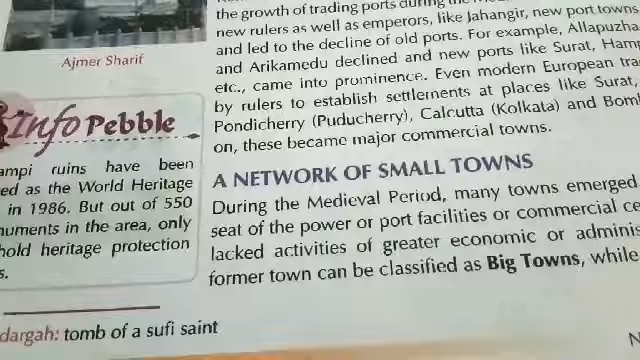 Ajmer Sharif
Info Pebble
ampi ruins have been
ed as the World Heritage
in 1986. But out of 550
numents in the area, only
hold heritage protection
s.
dargah: tomb of a sufi saint
the growth of trading ports during the
new rulers as well as emperors, like Jahangir, new port towns
and led to the decline of old ports. For example, Allapuzha
and Arikamedu declined and new ports like Surat, Ham
etc., came into prominence. Even modern European tra
by rulers to establish settlements at places like Surat,
Pondicherry (Puducherry), Calcutta (Kolkata) and Bom
on, these became major commercial towns.
A NETWORK OF SMALL TOWNS
During the Medieval Period, many towns emerged
seat of the power or port facilities or commercial ce
lacked activities of greater economic or adminis
former town can be classified as Big Towns, while
N